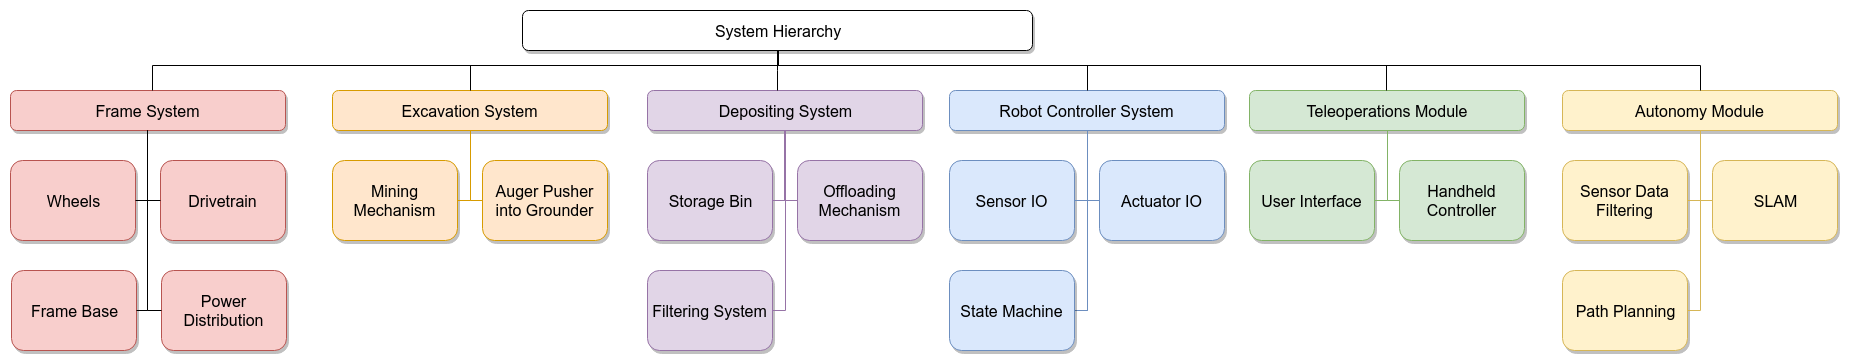 System Hierarchy
Frame System
Excavation System
Depositing System
Robot Controller System
Teleoperations Module
Autonomy Module
Wheels
Drivetrain
Mining
Mechanism
Auger Pusher
into Grounder
Storage Bin
Offloading
Mechanism
Sensor IO
Actuator IO
User Interface
Handheld
Controller
Sensor Data
Filtering
SLAM
Frame Base
Power
Distribution
Filtering System
State Machine
Path Planning